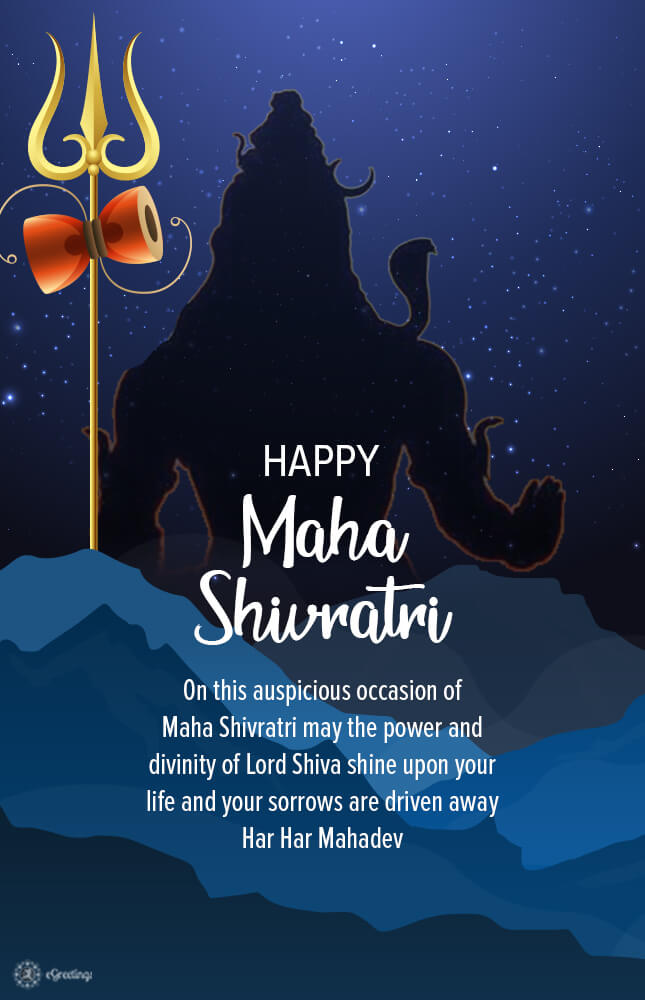 HAPPY
Maha
Shivratri
On this auspicious occasion of
Maha Shivratri may the power and
divinity of Lord Shiva shine upon your
life and your sorrows are driven away
Har Har Mahadev
eGreetings